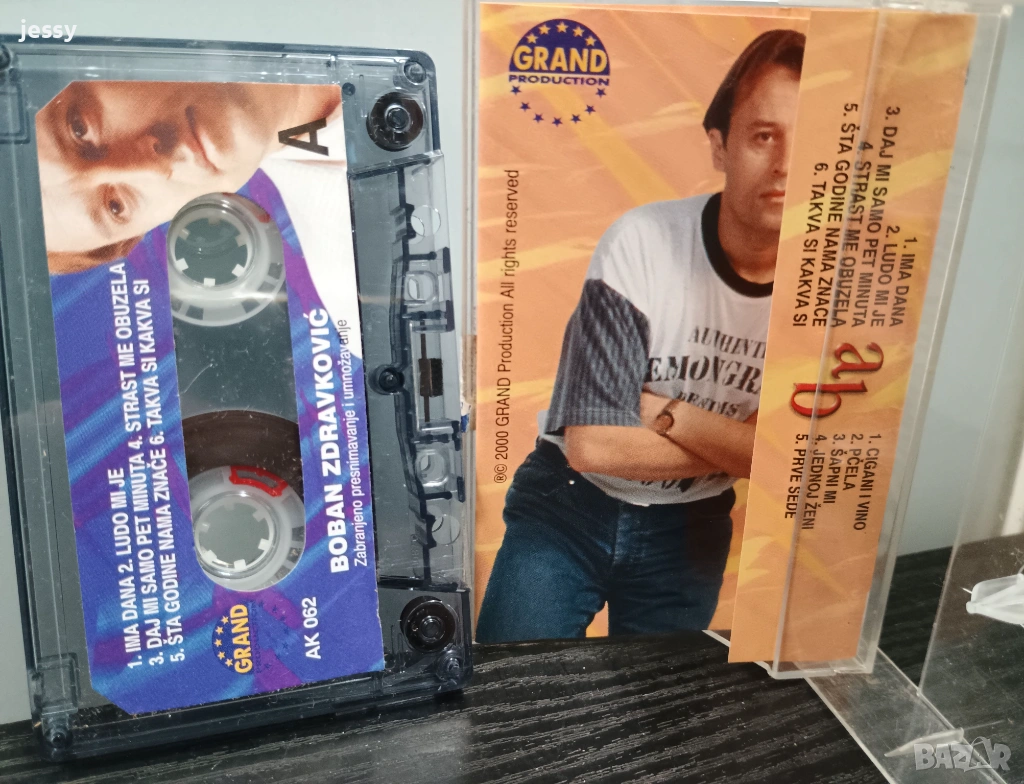 jessy
A
1. IMA DANA 2. LUDO MI JE
3. DAJ MI SAMO PET MINUTA 4. STRAST ME OBUZELA
5. ŠTA GODINE NAMA ZNAČE 6. TAKVA SI KAKVA SI
BOBAN ZDRAVKOVIĆ
Zabranjeno presnimavanje i umnožavanje
GRAND
AK 062
GRAND
PRODUCTION
℗© 2000 GRAND Production All rights reserved
AUTHENT
EMONGR
DENIMS
1. IMA DANA
2. LUDO MI JE
3. DAJ MI SAMO PET MINUTA
4. STRAST ME OBUZELA
5. ŠTA GODINE NAMA ZNAČE
6. TAKVA SI KAKVA SI
a
b
1. CIGANI I VINO
2. PČELA
3. ŠAPNI MI
4. JEDNOJ ŽENI
5. PRVE SEDE
BAZAR